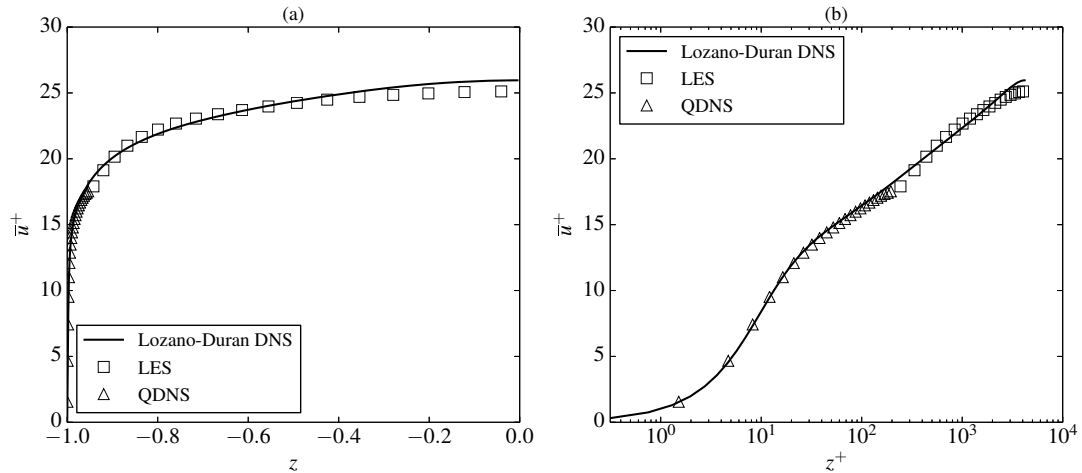 (a)
30
25
20
15
10
5
0
u̅⁺
−1.0 −0.8 −0.6 −0.4 −0.2 0.0
z
Lozano-Duran DNS
LES
QDNS
(b)
30
25
20
15
10
5
0
u̅⁺
10⁰ 10¹ 10² 10³ 10⁴
z⁺
Lozano-Duran DNS
LES
QDNS